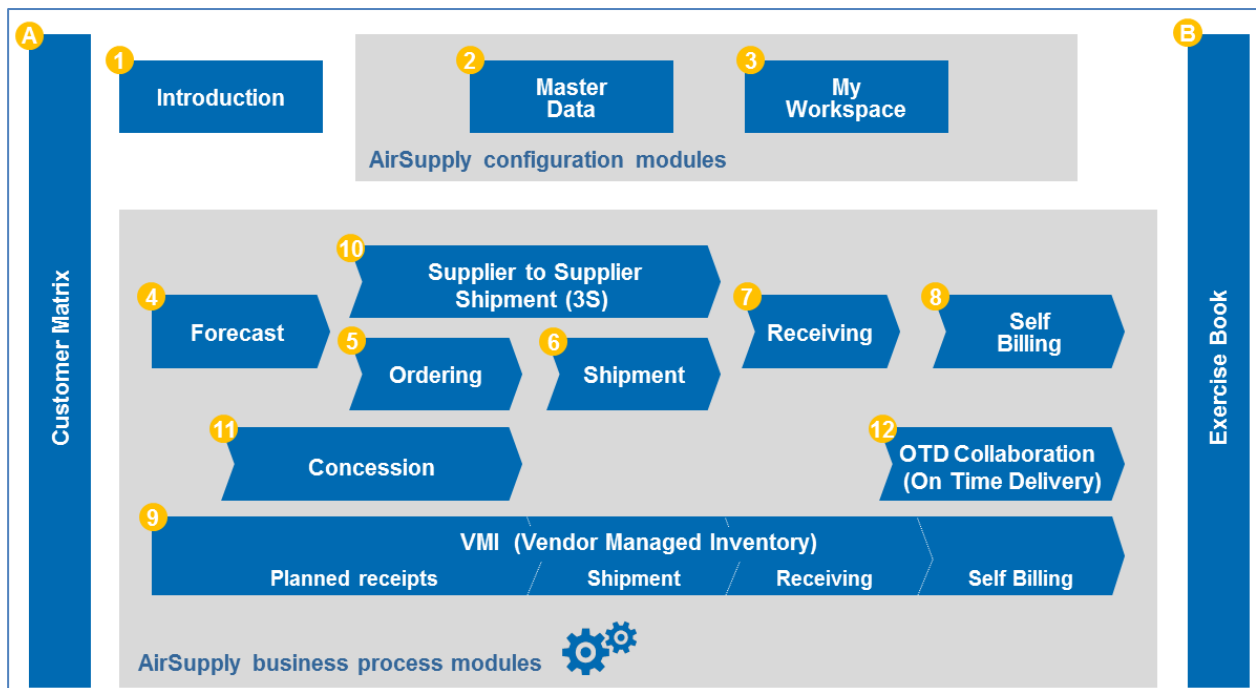 A
B
1
Introduction
2
Master
Data
3
My
Workspace
AirSupply configuration modules
Customer Matrix
Exercise Book
10
Supplier to Supplier
Shipment (3S)
4
Forecast
5
Ordering
6
Shipment
7
Receiving
8
Self
Billing
11
Concession
12
OTD Collaboration
(On Time Delivery)
9
VMI (Vendor Managed Inventory)
Planned receipts
Shipment
Receiving
Self Billing
AirSupply business process modules